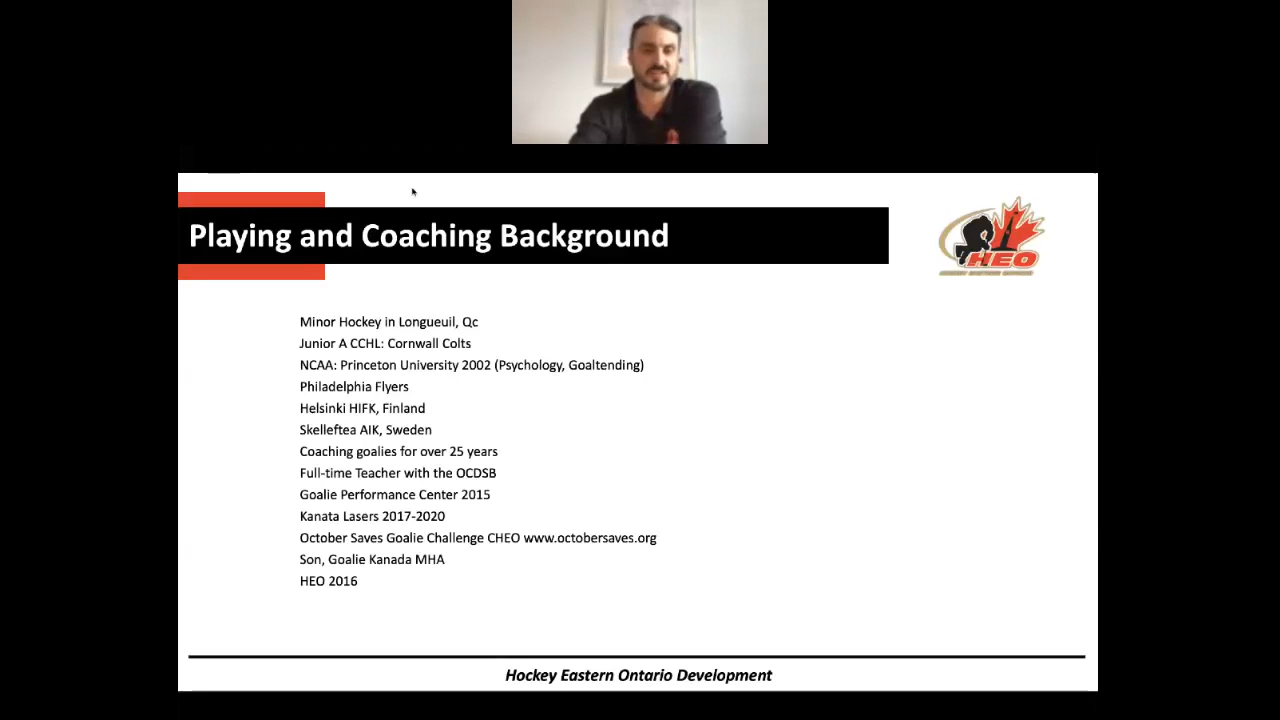 Playing and Coaching Background
HEO
Minor Hockey in Longueuil, Qc
Junior A CCHL: Cornwall Colts
NCAA: Princeton University 2002 (Psychology, Goaltending)
Philadelphia Flyers
Helsinki HIFK, Finland
Skelleftea AIK, Sweden
Coaching goalies for over 25 years
Full-time Teacher with the OCDSB
Goalie Performance Center 2015
Kanata Lasers 2017-2020
October Saves Goalie Challenge CHEO www.octobersaves.org
Son, Goalie Kanada MHA
HEO 2016
Hockey Eastern Ontario Development